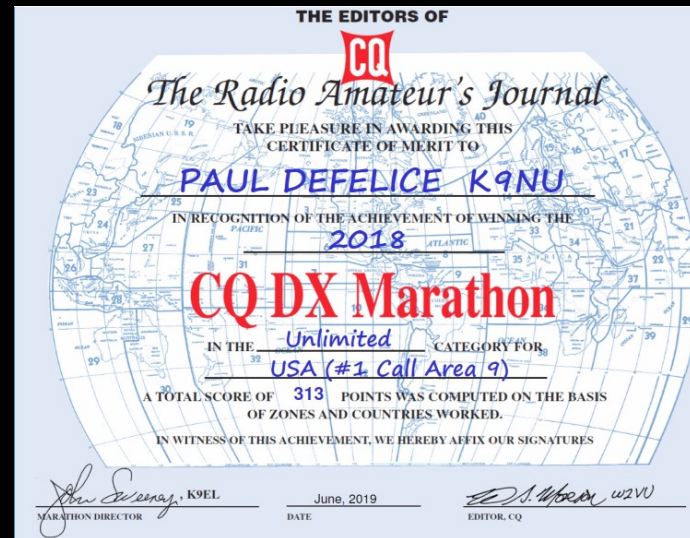 THE EDITORS OF
CQ
The Radio Amateur's Journal
TAKE PLEASURE IN AWARDING THIS
CERTIFICATE OF MERIT TO
PAUL DEFELICE K9NU
IN RECOGNITION OF THE ACHIEVEMENT OF WINNING THE
2018
PACIFIC
ATLANTIC
CQ DX Marathon
IN THE Unlimited CATEGORY FOR
USA (#1 Call Area 9)
A TOTAL SCORE OF 313 POINTS WAS COMPUTED ON THE BASIS
OF ZONES AND COUNTRIES WORKED.
IN WITNESS OF THIS ACHIEVEMENT, WE HEREBY AFFIX OUR SIGNATURES
John Sweeney, K9EL
June, 2019
W2VU
MARATHON DIRECTOR
DATE
EDITOR, CQ